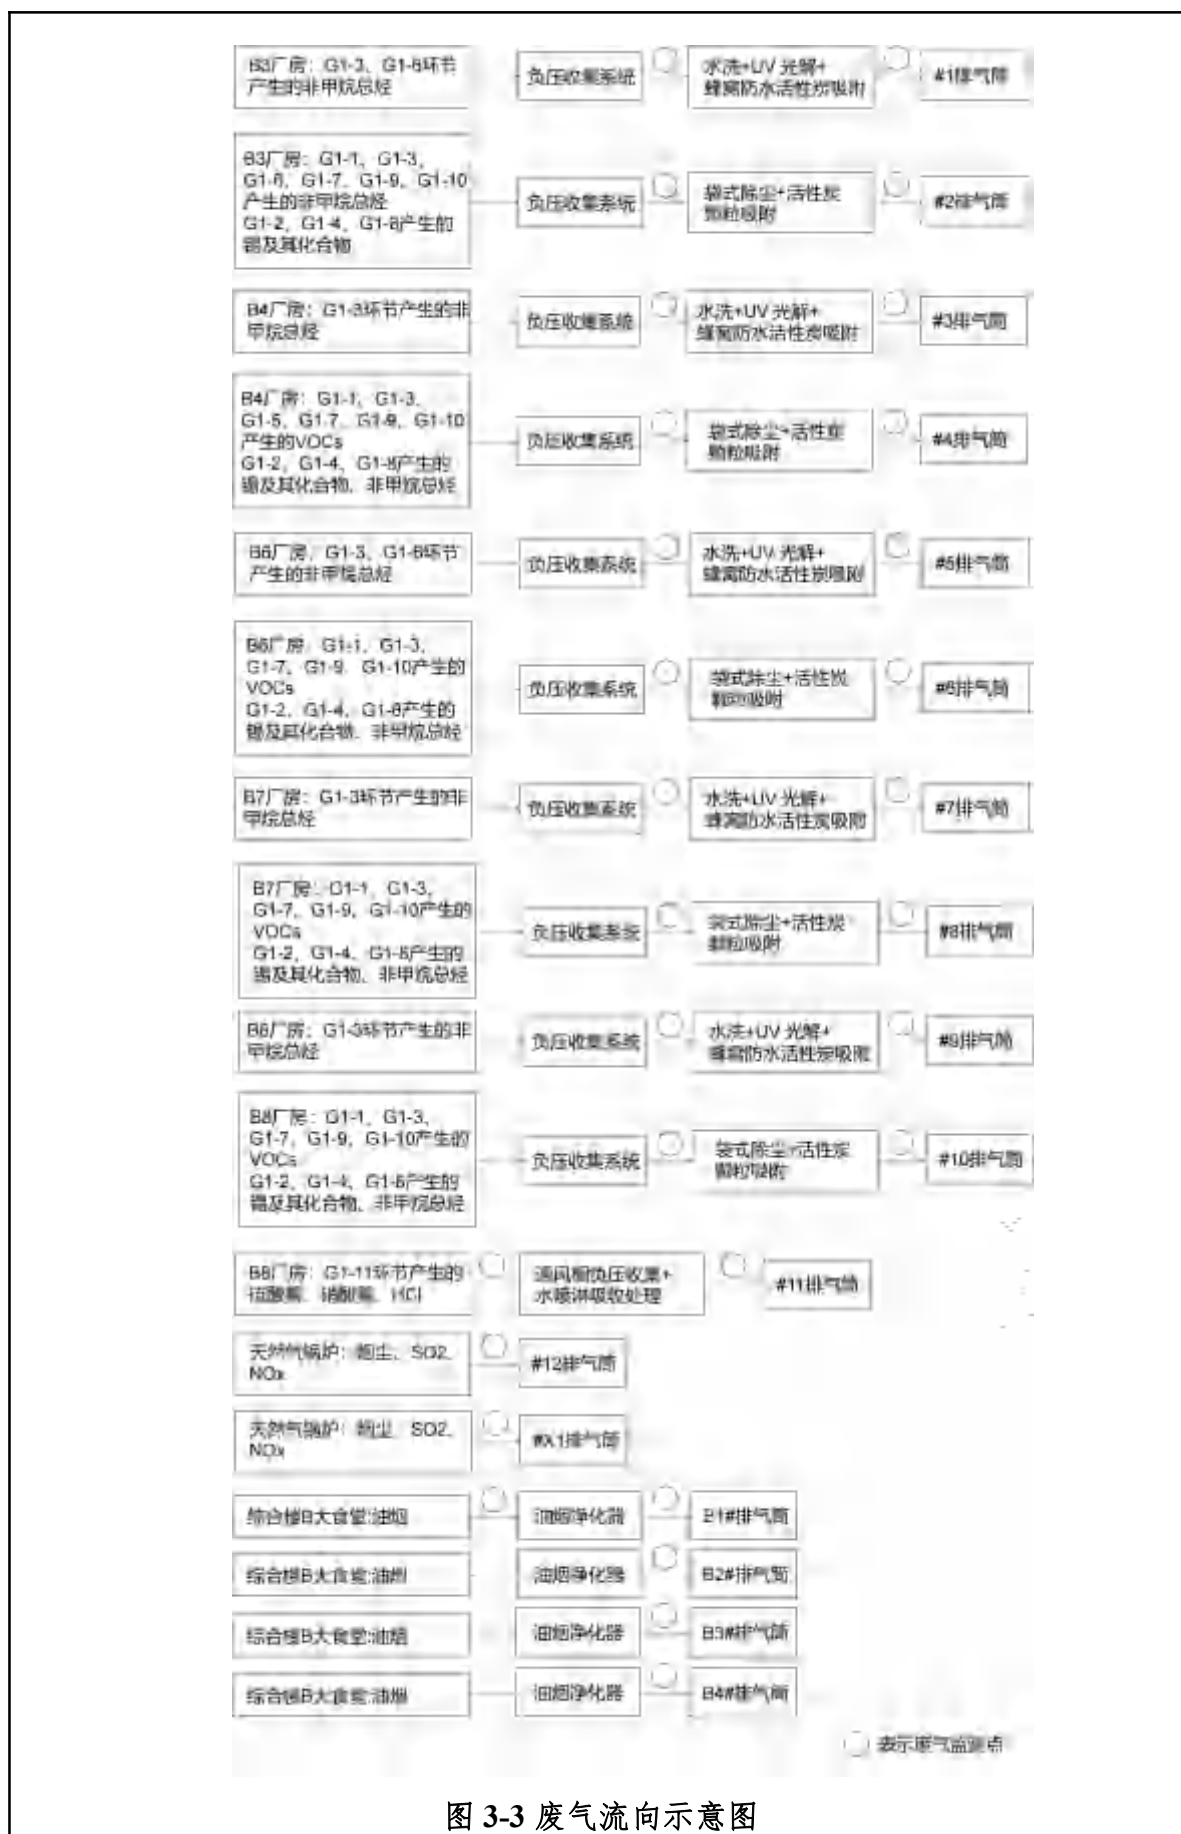 B3厂房：G1-3、G1-6环节
产生的非甲烷总烃
负压收集系统
水洗+UV 光解+
蜂窝防水活性炭吸附
#1排气筒
B3厂房：G1-1、G1-3、
G1-6、G1-7、G1-9、G1-10
产生的非甲烷总烃
G1-2、G1-4、G1-8产生的
锡及其化合物
负压收集系统
袋式除尘+活性炭
颗粒吸附
#2排气筒
B4厂房：G1-3环节产生的非
甲烷总烃
负压收集系统
水洗+UV 光解+
蜂窝防水活性炭吸附
#3排气筒
B4厂房：G1-1、G1-3、
G1-5、G1-7、G1-9、G1-10
产生的VOCs
G1-2、G1-4、G1-8产生的
锡及其化合物、非甲烷总烃
负压收集系统
袋式除尘+活性炭
颗粒吸附
#4排气筒
B6厂房：G1-3、G1-6环节
产生的非甲烷总烃
负压收集系统
水洗+UV 光解+
蜂窝防水活性炭吸附
#5排气筒
B6厂房：G1-1、G1-3、
G1-7、G1-9、G1-10产生的
VOCs
G1-2、G1-4、G1-8产生的
锡及其化合物、非甲烷总烃
负压收集系统
袋式除尘+活性炭
颗粒吸附
#6排气筒
B7厂房：G1-3环节产生的非
甲烷总烃
负压收集系统
水洗+UV 光解+
蜂窝防水活性炭吸附
#7排气筒
B7厂房：G1-1、G1-3、
G1-7、G1-9、G1-10产生的
VOCs
G1-2、G1-4、G1-8产生的
锡及其化合物、非甲烷总烃
负压收集系统
袋式除尘+活性炭
颗粒吸附
#8排气筒
B8厂房：G1-3环节产生的非
甲烷总烃
负压收集系统
水洗+UV 光解+
蜂窝防水活性炭吸附
#9排气筒
B8厂房：G1-1、G1-3、
G1-7、G1-9、G1-10产生的
VOCs
G1-2、G1-4、G1-8产生的
锡及其化合物、非甲烷总烃
负压收集系统
袋式除尘+活性炭
颗粒吸附
#10排气筒
B8厂房：G1-11环节产生的
硫酸雾、硝酸雾、HCl
通风橱负压收集+
水喷淋吸收处理
#11排气筒
天然气锅炉：烟尘、SO2、
NOx
#12排气筒
天然气锅炉：烟尘、SO2、
NOx
#X1排气筒
综合楼B大食堂:油烟
油烟净化器
B1#排气筒
综合楼B大食堂:油烟
油烟净化器
B2#排气筒
综合楼B大食堂:油烟
油烟净化器
B3#排气筒
综合楼B大食堂:油烟
油烟净化器
B4#排气筒
表示废气监测点
图 3-3 废气流向示意图